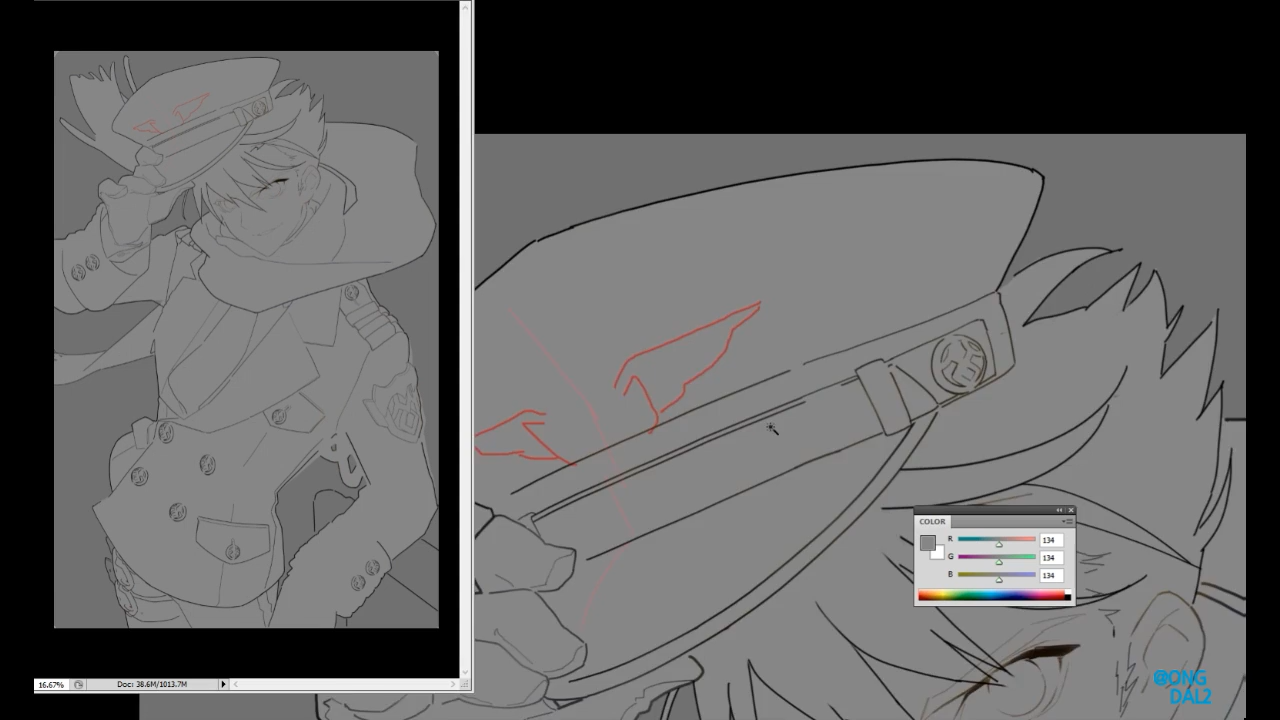 COLOR
R 134
G 134
B 134
16.67% Doc: 38.6M/1013.7M
@ONG
DAL2